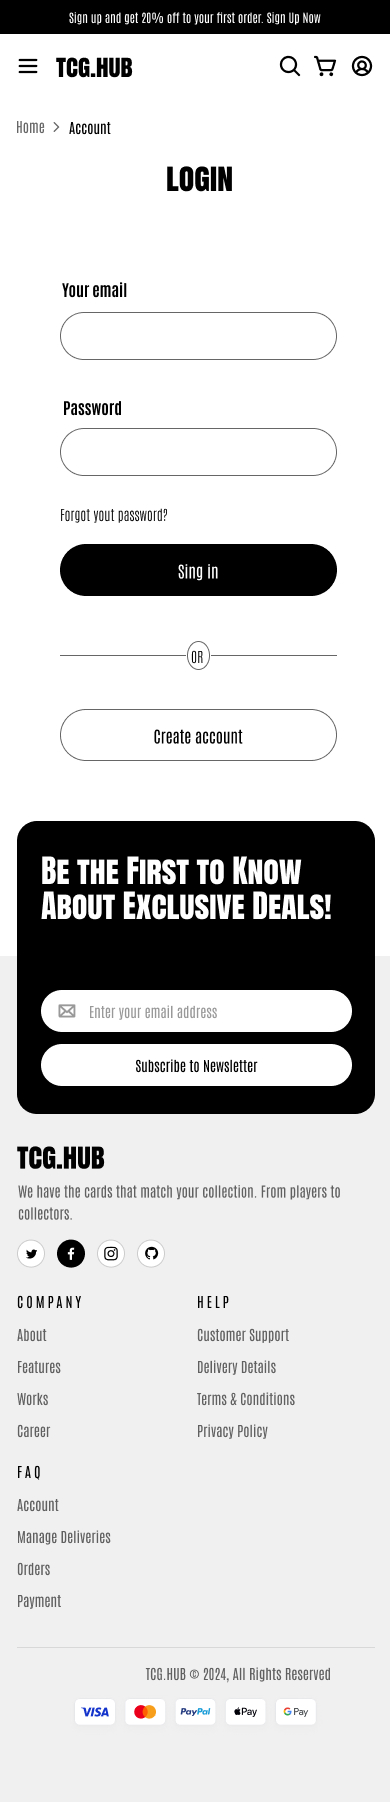 Sign up and get 20% off to your first order. Sign Up Now
TCG.HUB
Home > Account
LOGIN
Your email
Password
Forgot yout password?
Sing in
OR
Create account
BE THE FIRST TO KNOW
ABOUT EXCLUSIVE DEALS!
Enter your email address
Subscribe to Newsletter
TCG.HUB
We have the cards that match your collection. From players to
collectors.
COMPANY
About
Features
Works
Career
HELP
Customer Support
Delivery Details
Terms & Conditions
Privacy Policy
FAQ
Account
Manage Deliveries
Orders
Payment
TCG.HUB © 2024, All Rights Reserved
VISA PayPal Pay G Pay